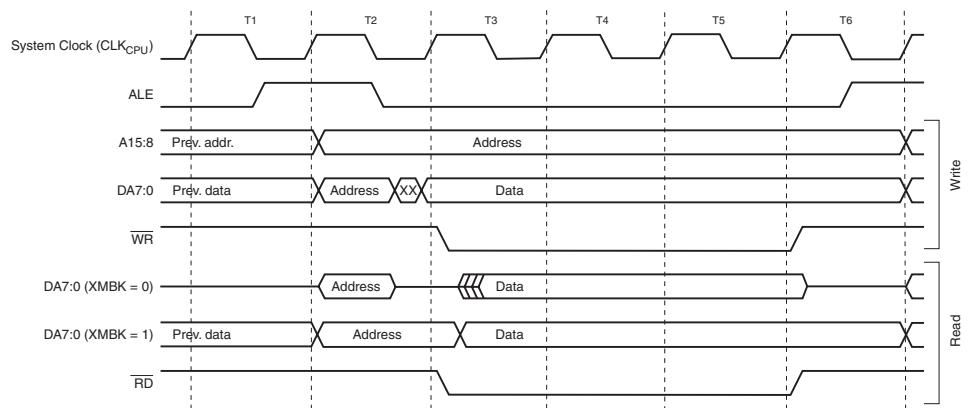 T1 T2 T3 T4 T5 T6
System Clock (CLKCPU)
ALE
A15:8 Prev. addr. Address
DA7:0 Prev. data Address XX Data
WR
Write
DA7:0 (XMBK = 0) Address Data
DA7:0 (XMBK = 1) Prev. data Address Data
RD
Read